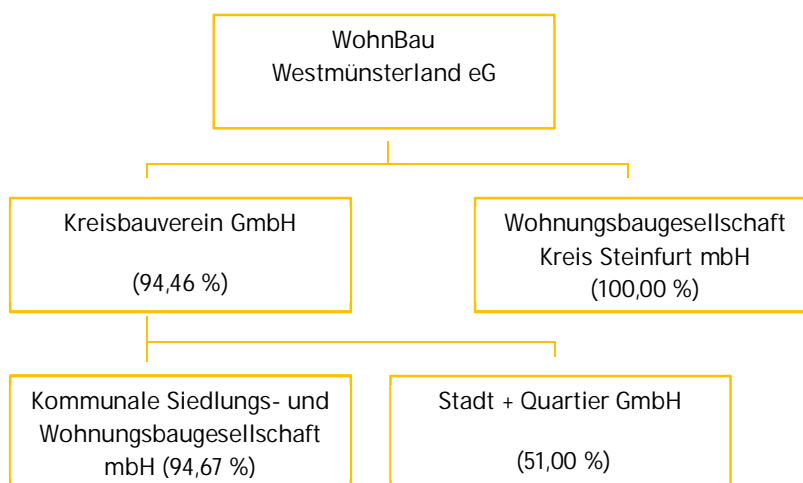 WohnBau
Westmünsterland eG
Kreisbauverein GmbH
(94,46 %)
Wohnungsbaugesellschaft
Kreis Steinfurt mbH
(100,00 %)
Kommunale Siedlungs- und
Wohnungsbaugesellschaft
mbH (94,67 %)
Stadt + Quartier GmbH
(51,00 %)